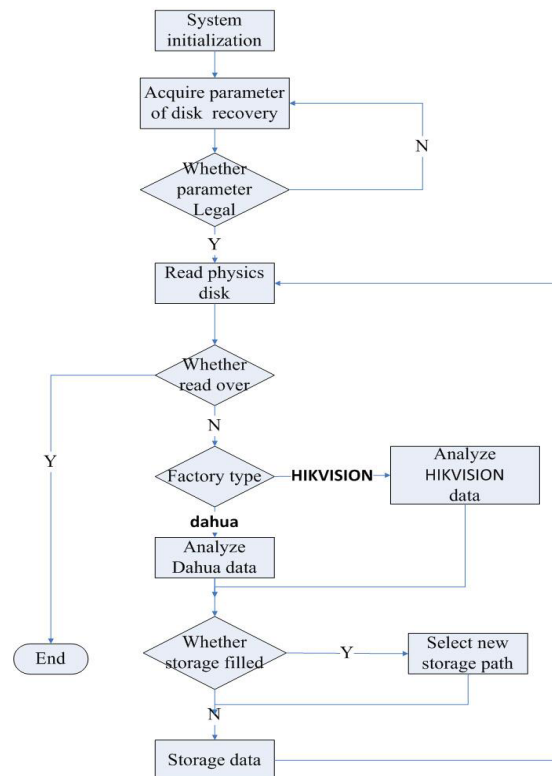 System
initialization
Acquire parameter
of disk recovery
N
Whether
parameter
Legal
Y
Read physics
disk
Whether
read over
N
Y
Factory type
HIKVISION
Analyze
HIKVISION
data
dahua
Analyze
Dahua data
Whether
storage filled
Y
Select new
storage path
End
N
Storage data